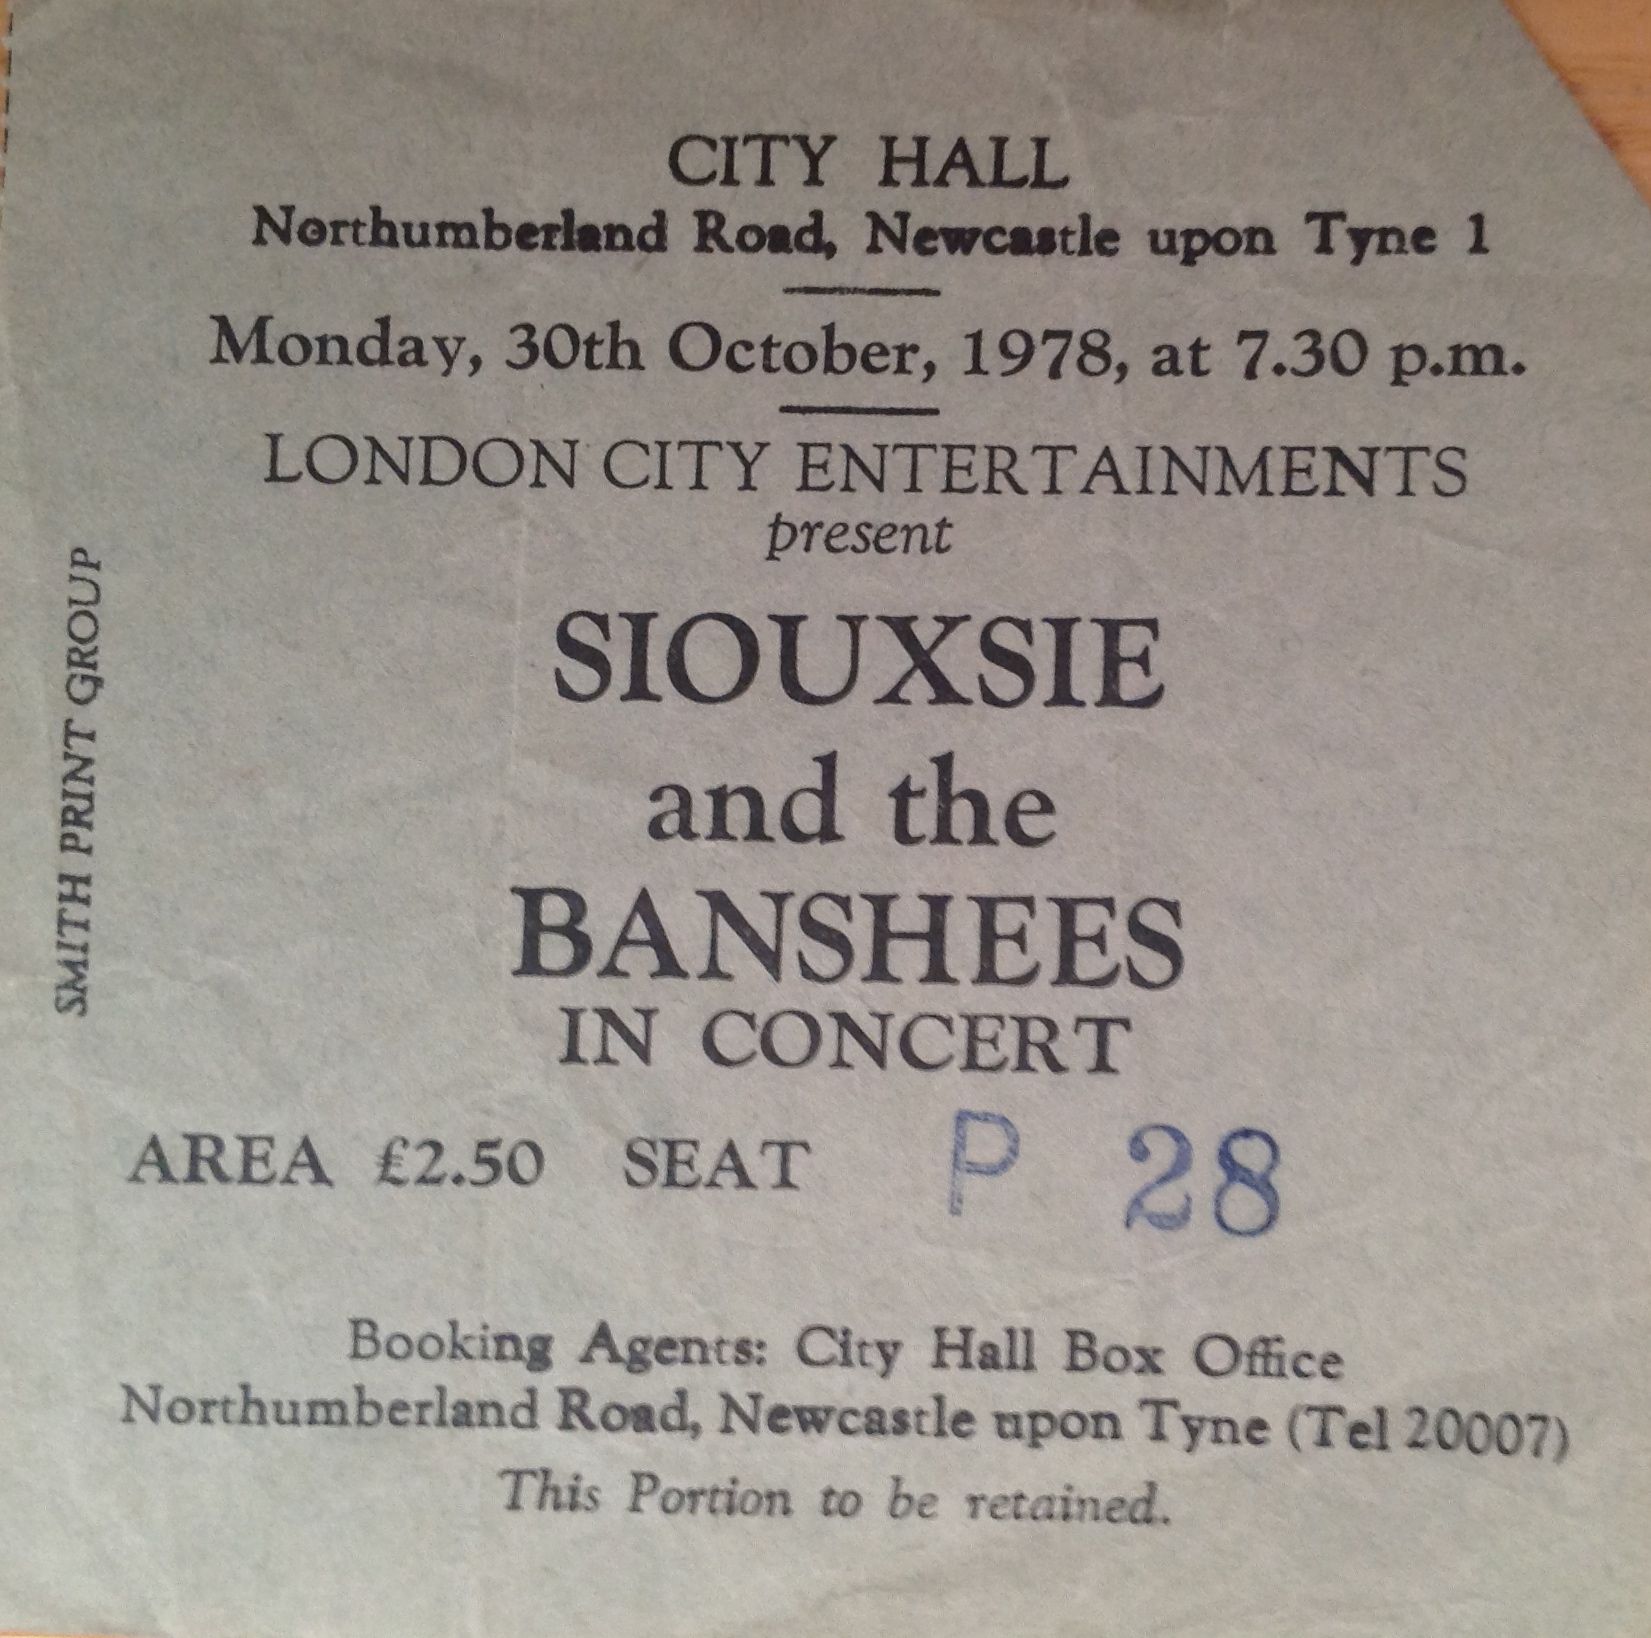 CITY HALL
Northumberland Road, Newcastle upon Tyne 1
Monday, 30th October, 1978, at 7.30 p.m.
LONDON CITY ENTERTAINMENTS
present
SIOUXSIE
and the
BANSHEES
IN CONCERT
AREA £2.50 SEAT P 28
Booking Agents: City Hall Box Office
Northumberland Road, Newcastle upon Tyne (Tel 20007)
This Portion to be retained.
SMITH PRINT GROUP